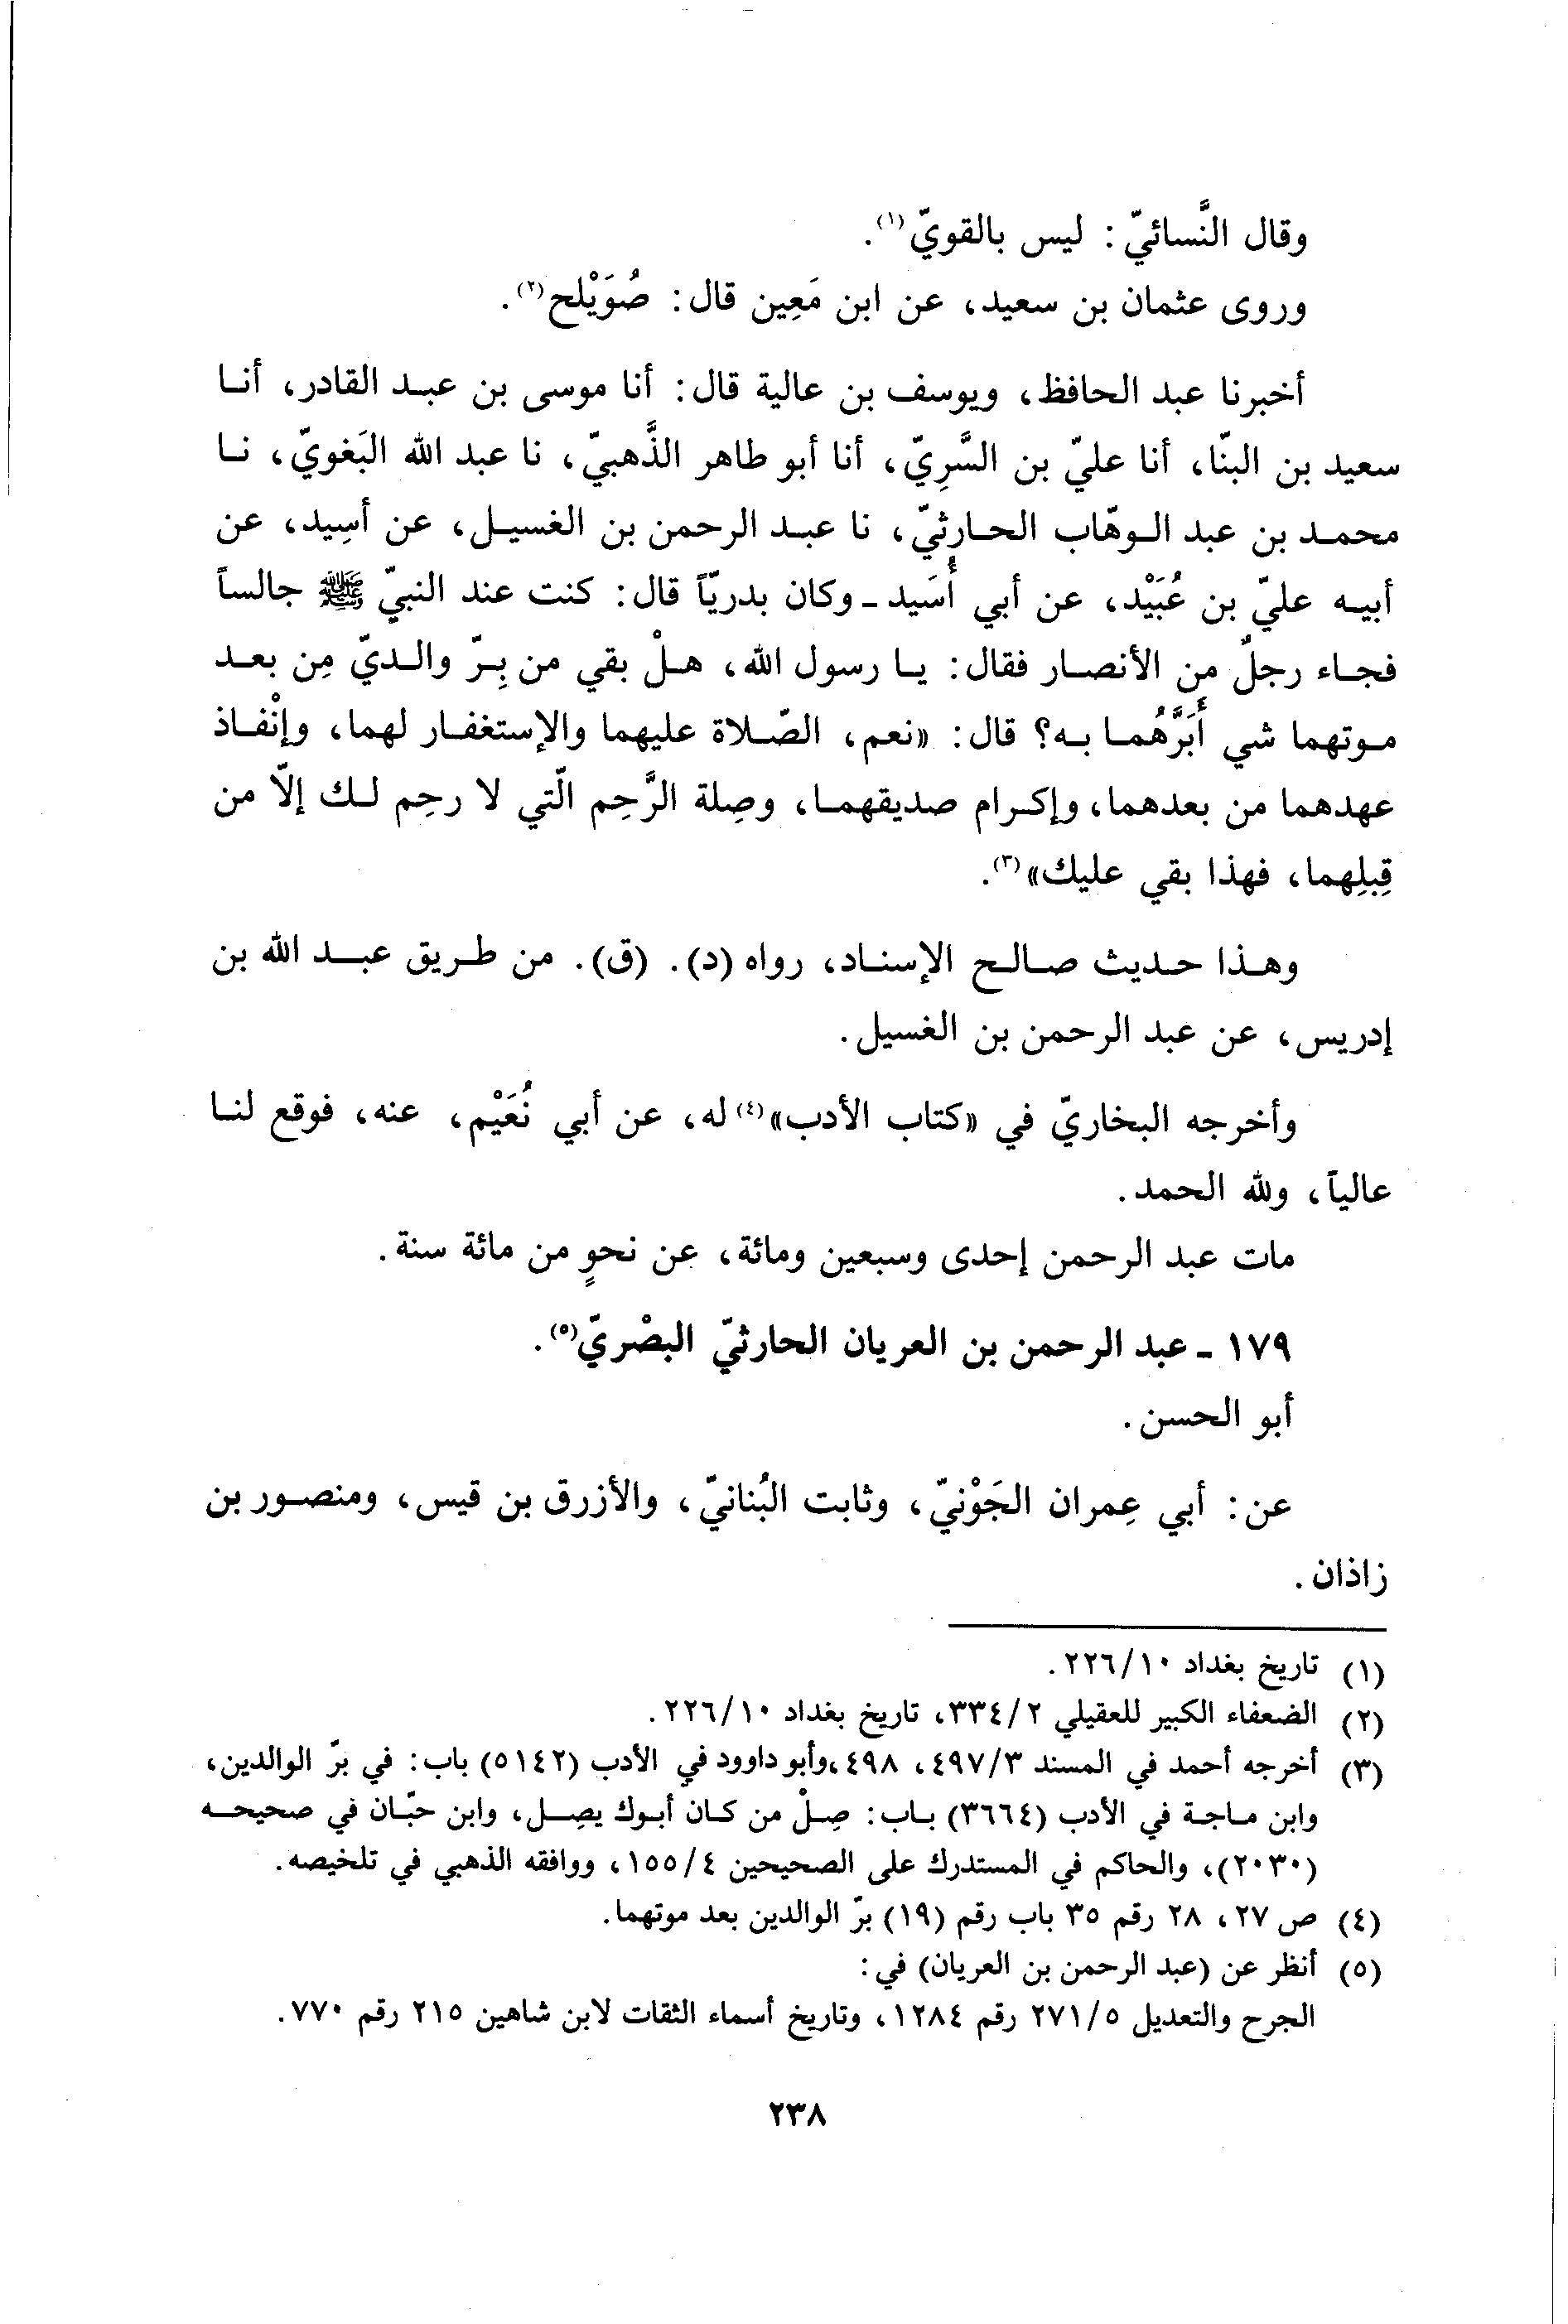 وقال النَّسائيّ: ليس بالقويّ(١).
وروى عثمان بن سعيد، عن ابن مَعِين قال: صُوَيْلح(٢).
أخبرنا عبد الحافظ، ويوسف بن عالية قال: أنا موسى بن عبد القادر، أنا
سعيد بن البنّا، أنا عليّ بن السَّرِيّ، أنا أبو طاهر الذَّهبيّ، نا عبد الله البَغويّ، نا
محمد بن عبد الوهّاب الحارثيّ، نا عبد الرحمن بن الغسيل، عن أسِيد، عن
أبيه عليّ بن عُبَيْد، عن أبي أُسَيد ـ وكان بدريّاً قال: كنت عند النبيّ ﷺ جالساً
فجاء رجلٌ من الأنصار فقال: يا رسول الله، هلْ بقي من بِرّ والديّ مِن بعد
موتهما شي أَبَرَّهُما به؟ قال: «نعم، الصّلاة عليهما والإستغفار لهما، وإنْفاذ
عهدهما من بعدهما، وإكرام صديقهما، وصِلة الرَّحِم الّتي لا رحِم لك إلّا من
قِبلِهما، فهذا بقي عليك»(٣).
وهذا حديث صالح الإسناد، رواه (د). (ق). من طريق عبد الله بن
إدريس، عن عبد الرحمن بن الغسيل.
وأخرجه البخاريّ في «كتاب الأدب»(٤) له، عن أبي نُعَيْم، عنه، فوقع لنا
عالياً، ولله الحمد.
مات عبد الرحمن إحدى وسبعين ومائة، عن نحوٍ من مائة سنة.
١٧٩ ـ عبد الرحمن بن العريان الحارثيّ البصْريّ(٥).
أبو الحسن.
عن: أبي عِمران الجَوْنيّ، وثابت البُنانيّ، والأزرق بن قيس، ومنصور بن
زاذان.
(١) تاريخ بغداد ٢٢٦/١٠.
(٢) الضعفاء الكبير للعقيلي ٣٣٤/٢، تاريخ بغداد ٢٢٦/١٠.
(٣) أخرجه أحمد في المسند ٤٩٧/٣، ٤٩٨، وأبو داوود في الأدب (٥١٤٢) باب: في برّ الوالدين،
وابن ماجة في الأدب (٣٦٦٤) باب: صِلْ من كان أبوك يصِل، وابن حبّان في صحيحه
(٢٠٣٠)، والحاكم في المستدرك على الصحيحين ١٥٥/٤، ووافقه الذهبي في تلخيصه.
(٤) ص ٢٧، ٢٨ رقم ٣٥ باب رقم (١٩) برّ الوالدين بعد موتهما.
(٥) أنظر عن (عبد الرحمن بن العريان) في:
الجرح والتعديل ٢٧١/٥ رقم ١٢٨٤، وتاريخ أسماء الثقات لابن شاهين ٢١٥ رقم ٧٧٠.
٢٣٨